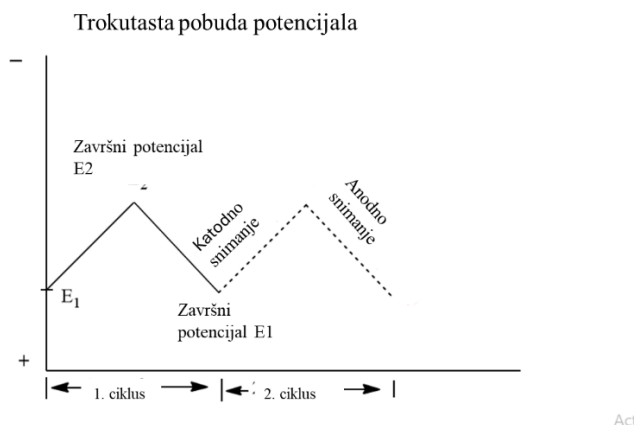 Trokutasta pobuda potencijala
−
Završni potencijal
E2
Katodno
snimanje
Anodno
snimanje
E1
Završni
potencijal E1
+
1. ciklus
2. ciklus